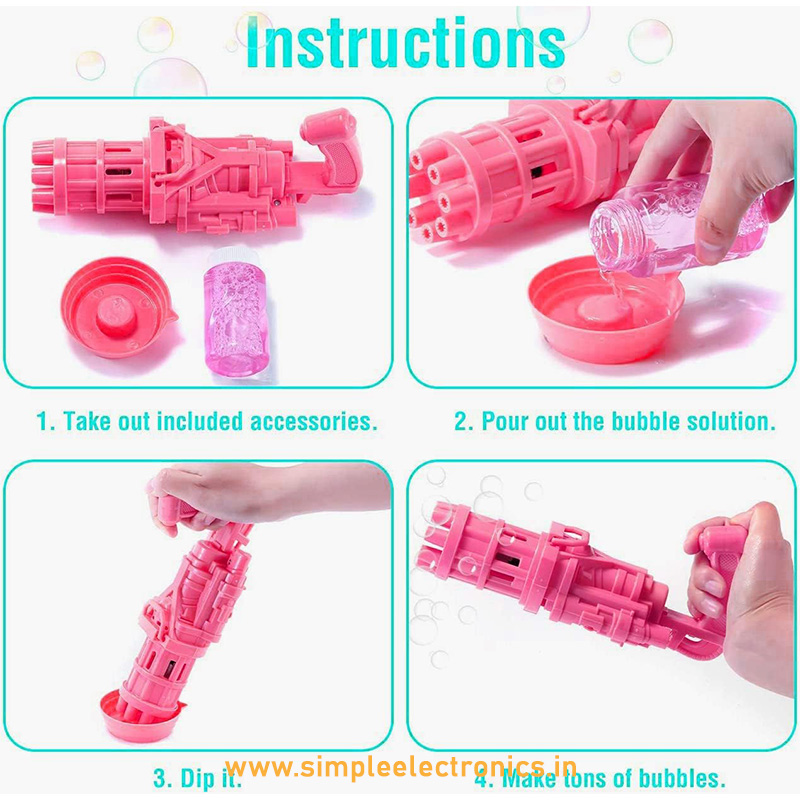 Instructions
1. Take out included accessories.
2. Pour out the bubble solution.
3. Dip it.
4. Make tons of bubbles.
www.simpleelectronics.in